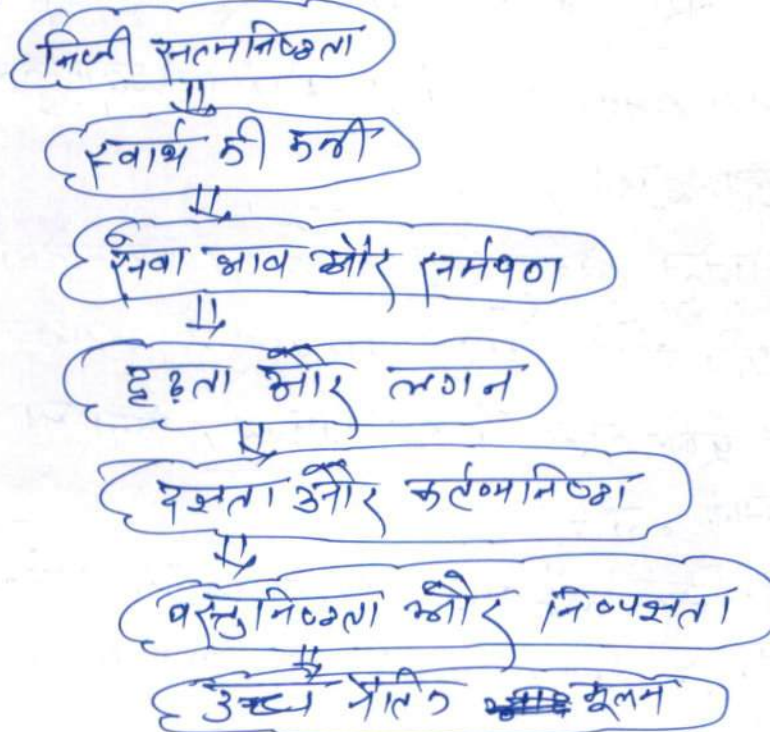 निजी सत्यनिष्ठता
स्वार्थ की कमी
सेवा भाव और समर्पण
दृढ़ता और लगन
दक्षता और कर्तव्यनिष्ठा
वस्तुनिष्ठता और निष्पक्षता
उच्च नैतिक मूल्य